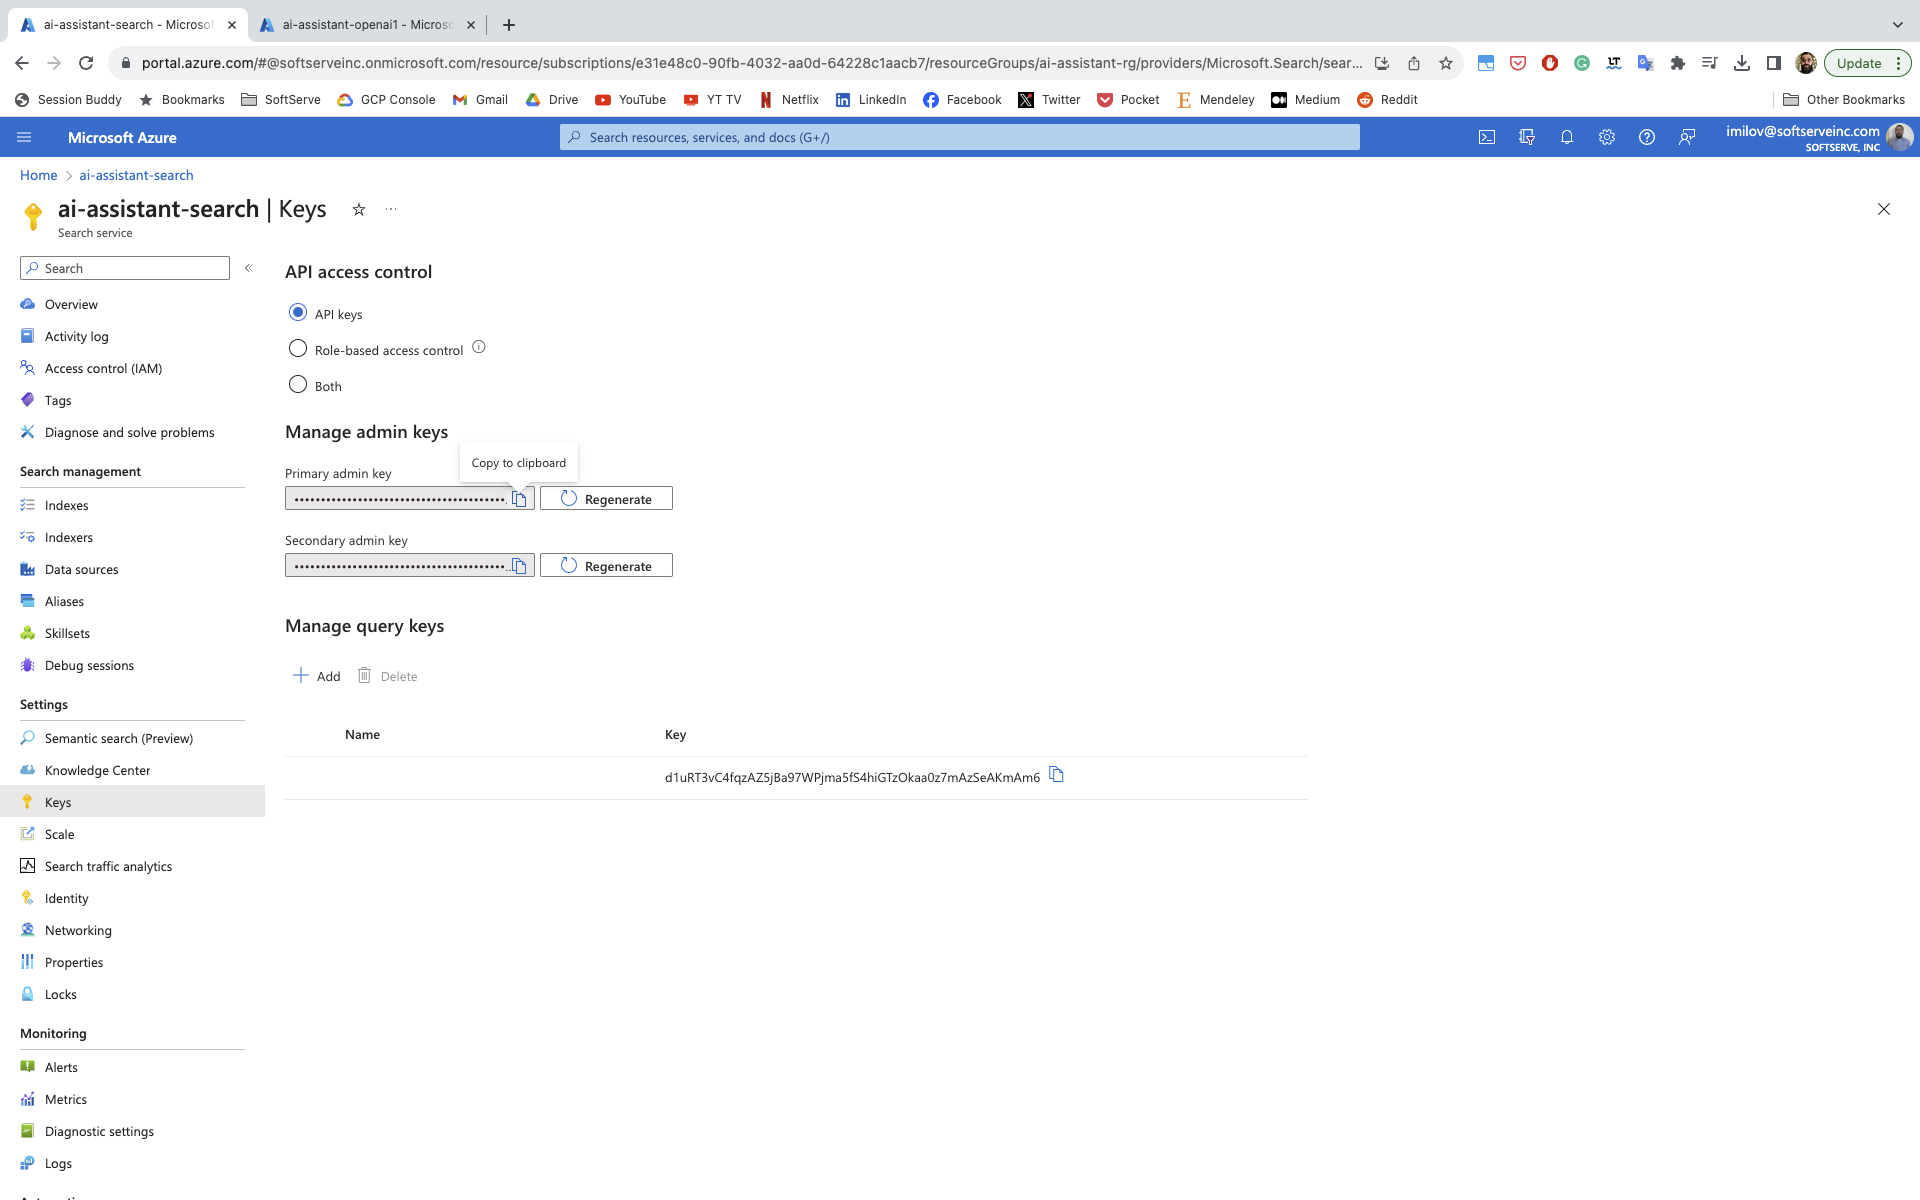 ai-assistant-search - Microsof
ai-assistant-openai1 - Microso
portal.azure.com/#@softserveinc.onmicrosoft.com/resource/subscriptions/e31e48c0-90fb-4032-aa0d-64228c1aacb7/resourceGroups/ai-assistant-rg/providers/Microsoft.Search/sear...
Update
Session Buddy
Bookmarks
SoftServe
GCP Console
Gmail
Drive
YouTube
YT TV
Netflix
LinkedIn
Facebook
Twitter
Pocket
Mendeley
Medium
Reddit
Other Bookmarks
Microsoft Azure
Search resources, services, and docs (G+/)
imilov@softserveinc.com
SOFTSERVE, INC
Home > ai-assistant-search
ai-assistant-search | Keys
Search service
Search
Overview
Activity log
Access control (IAM)
Tags
Diagnose and solve problems
Search management
Indexes
Indexers
Data sources
Aliases
Skillsets
Debug sessions
Settings
Semantic search (Preview)
Knowledge Center
Keys
Scale
Search traffic analytics
Identity
Networking
Properties
Locks
Monitoring
Alerts
Metrics
Diagnostic settings
Logs
API access control
API keys
Role-based access control
Both
Manage admin keys
Copy to clipboard
Primary admin key
Regenerate
Secondary admin key
Regenerate
Manage query keys
Add
Delete
Name
Key
d1uRT3vC4fqzAZ5jBa97WPjma5fS4hiGTzOkaa0z7mAzSeAKmAm6